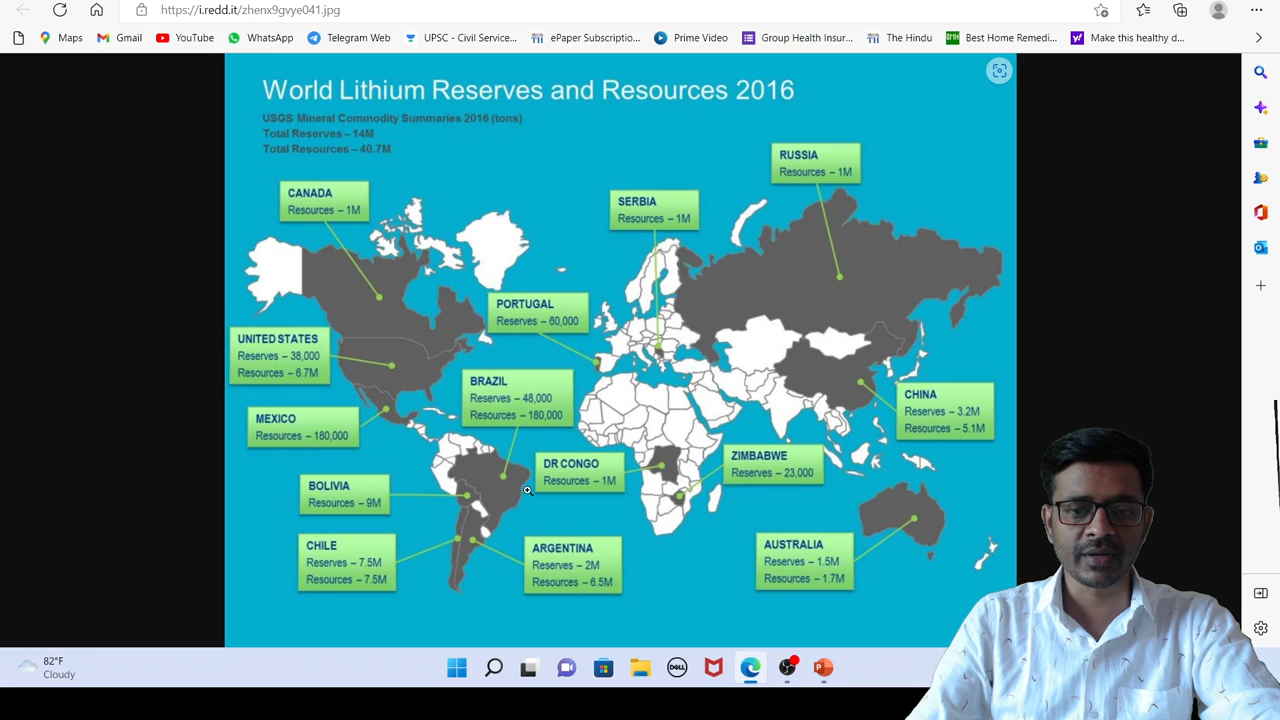 https://i.redd.it/zhenx9gvye041.jpg
Maps
Gmail
YouTube
WhatsApp
Telegram Web
UPSC - Civil Service...
ePaper Subscriptio...
Prime Video
Group Health Insur...
The Hindu
Best Home Remedi...
Make this healthy d...
World Lithium Reserves and Resources 2016
USGS Mineral Commodity Summaries 2016 (tons)
Total Reserves – 14M
Total Resources – 40.7M
RUSSIA
Resources – 1M
CANADA
Resources – 1M
SERBIA
Resources – 1M
PORTUGAL
Reserves – 60,000
UNITED STATES
Reserves – 38,000
Resources – 6.7M
BRAZIL
Reserves – 48,000
Resources – 180,000
CHINA
Reserves – 3.2M
Resources – 5.1M
MEXICO
Resources – 180,000
DR CONGO
Resources – 1M
ZIMBABWE
Reserves – 23,000
BOLIVIA
Resources – 9M
CHILE
Reserves – 7.5M
Resources – 7.5M
ARGENTINA
Reserves – 2M
Resources – 6.5M
AUSTRALIA
Reserves – 1.5M
Resources – 1.7M
82°F
Cloudy
DELL